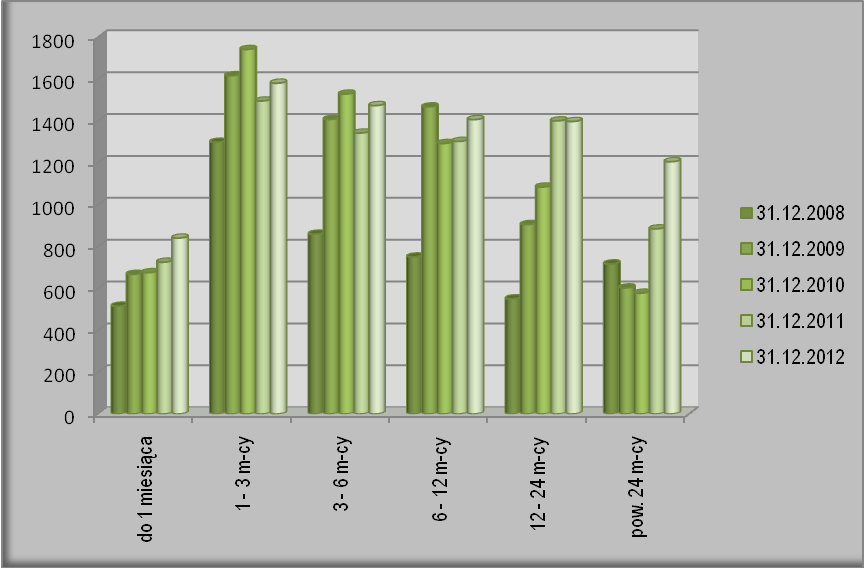 1800
1600
1400
1200
1000
800
600
400
200
0
do 1 miesiąca
1 - 3 m-cy
3 - 6 m-cy
6 - 12 m-cy
12 - 24 m-cy
pow. 24 m-cy
31.12.2008
31.12.2009
31.12.2010
31.12.2011
31.12.2012